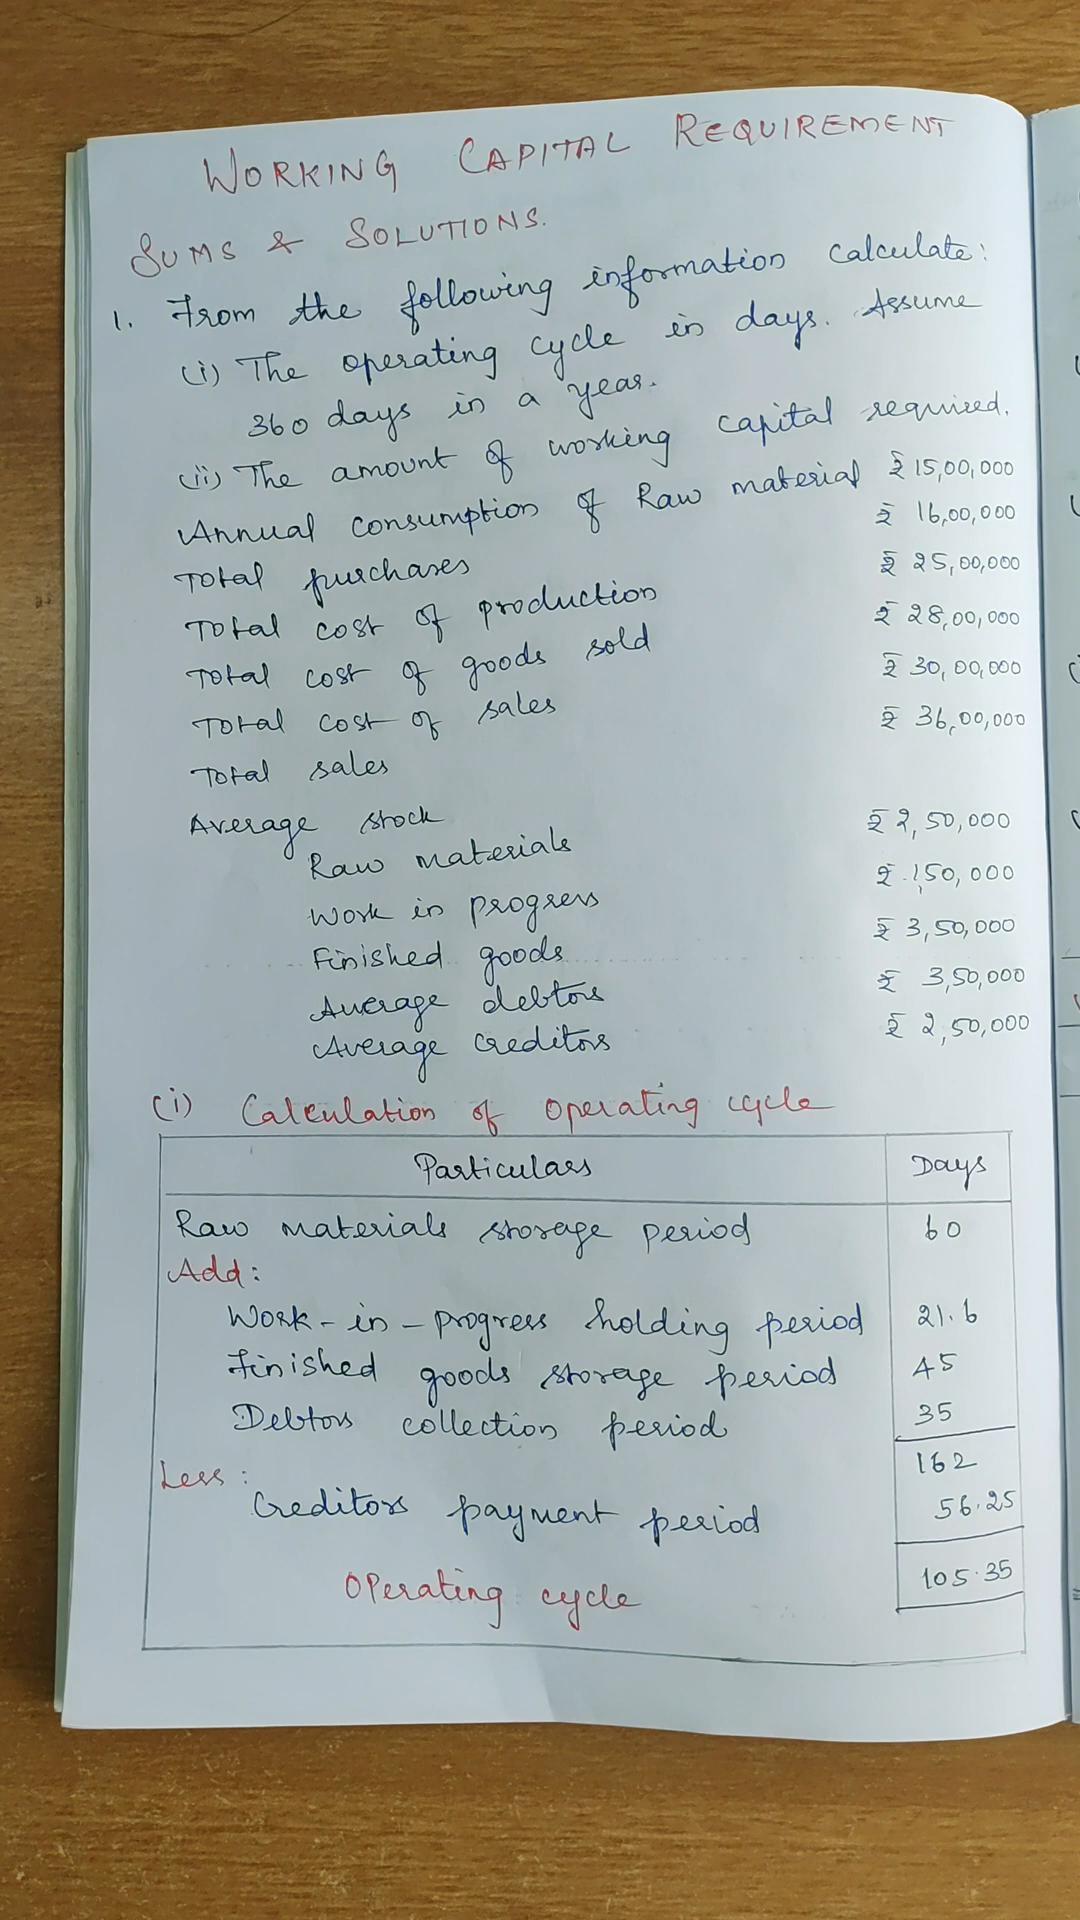 WORKING CAPITAL REQUIREMENT
SUMS & SOLUTIONS.
1. From the following information calculate:
(i) The operating cycle in days. Assume
360 days in a year.
(ii) The amount of working capital required.
Annual consumption of Raw material ₹ 15,00,000
Total purchases ₹ 16,00,000
Total cost of production ₹ 25,00,000
Total cost of goods sold ₹ 28,00,000
Total cost of sales ₹ 30,00,000
Total sales ₹ 36,00,000
Average stock
Raw materials ₹ 2,50,000
Work in progress ₹ 1,50,000
Finished goods ₹ 3,50,000
Average debtors ₹ 3,50,000
Average creditors ₹ 2,50,000
(i) Calculation of operating cycle
Particulars Days
Raw materials storage period 60
Add:
Work-in-progress holding period 21.6
Finished goods storage period 45
Debtors collection period 35
162
Less:
Creditors payment period 56.25
Operating cycle 105.35